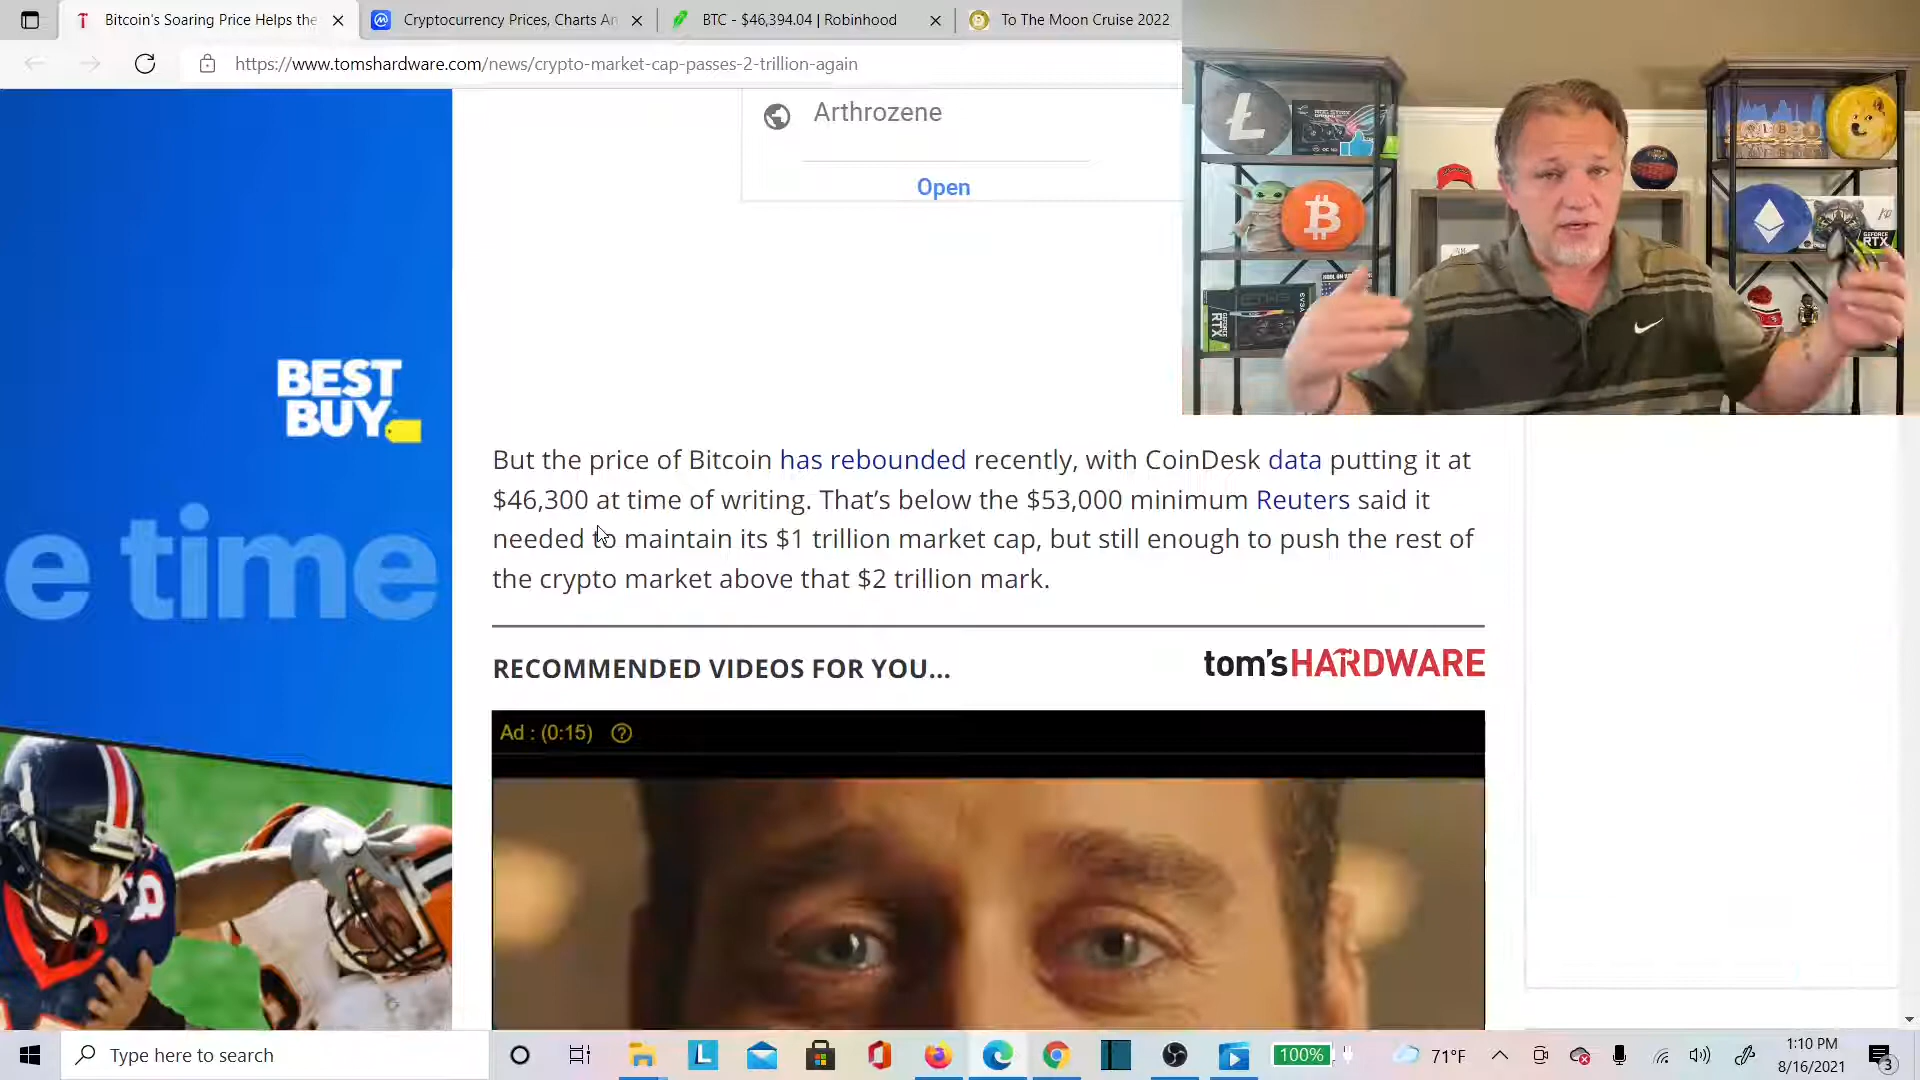 Bitcoin's Soaring Price Helps the
Cryptocurrency Prices, Charts An
BTC - $46,394.04 | Robinhood
To The Moon Cruise 2022
https://www.tomshardware.com/news/crypto-market-cap-passes-2-trillion-again
Arthrozene
Open
BEST
BUY
e time
GEFORCE
RTX
But the price of Bitcoin has rebounded recently, with CoinDesk data putting it at
$46,300 at time of writing. That's below the $53,000 minimum Reuters said it
needed to maintain its $1 trillion market cap, but still enough to push the rest of
the crypto market above that $2 trillion mark.
RECOMMENDED VIDEOS FOR YOU...
tom's HARDWARE
Ad : (0:15)
Type here to search
100%
71°F
1:10 PM
8/16/2021
3